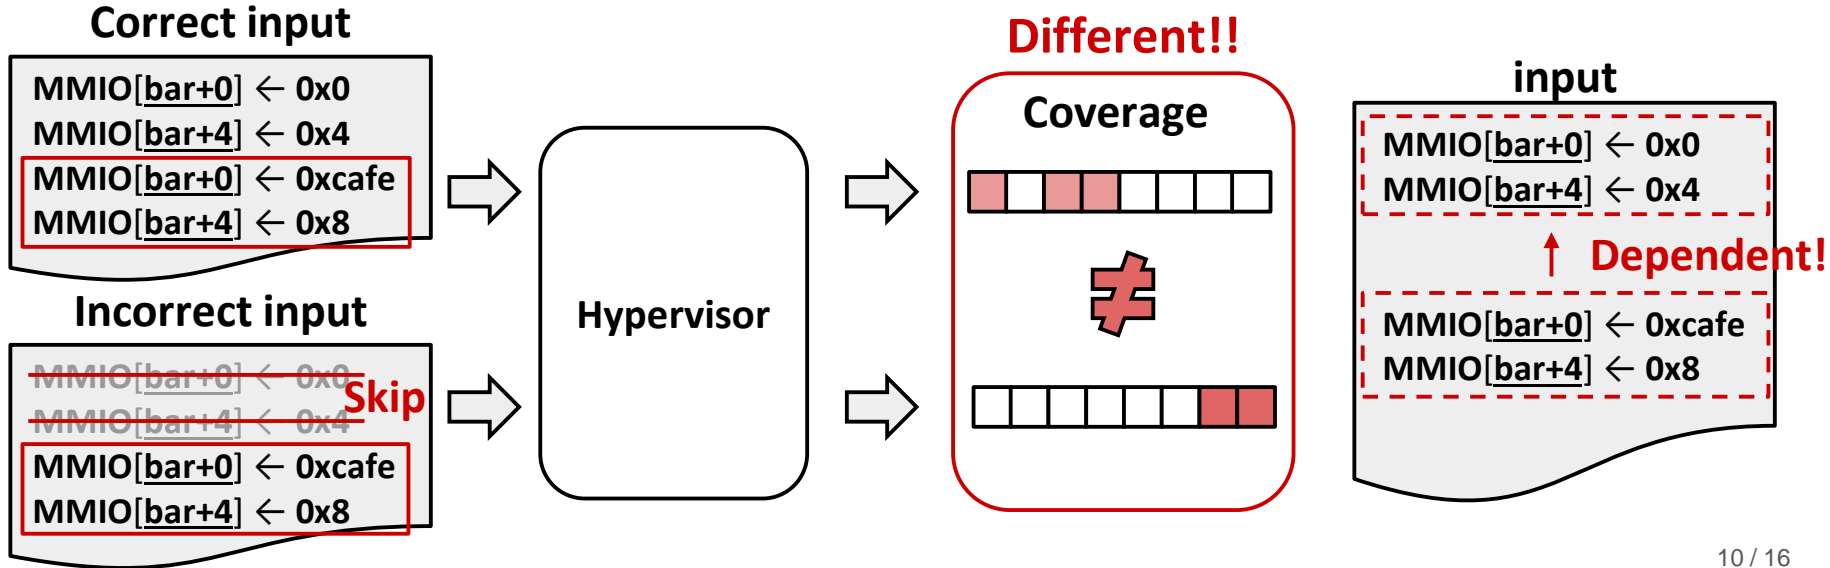 Correct input
MMIO[bar+0] ← 0x0
MMIO[bar+4] ← 0x4
MMIO[bar+0] ← 0xcafe
MMIO[bar+4] ← 0x8
Incorrect input
MMIO[bar+0] ← 0x0
MMIO[bar+4] ← 0x4
Skip
MMIO[bar+0] ← 0xcafe
MMIO[bar+4] ← 0x8
Hypervisor
Different!!
Coverage
≠
input
MMIO[bar+0] ← 0x0
MMIO[bar+4] ← 0x4
Dependent!
MMIO[bar+0] ← 0xcafe
MMIO[bar+4] ← 0x8
10 / 16